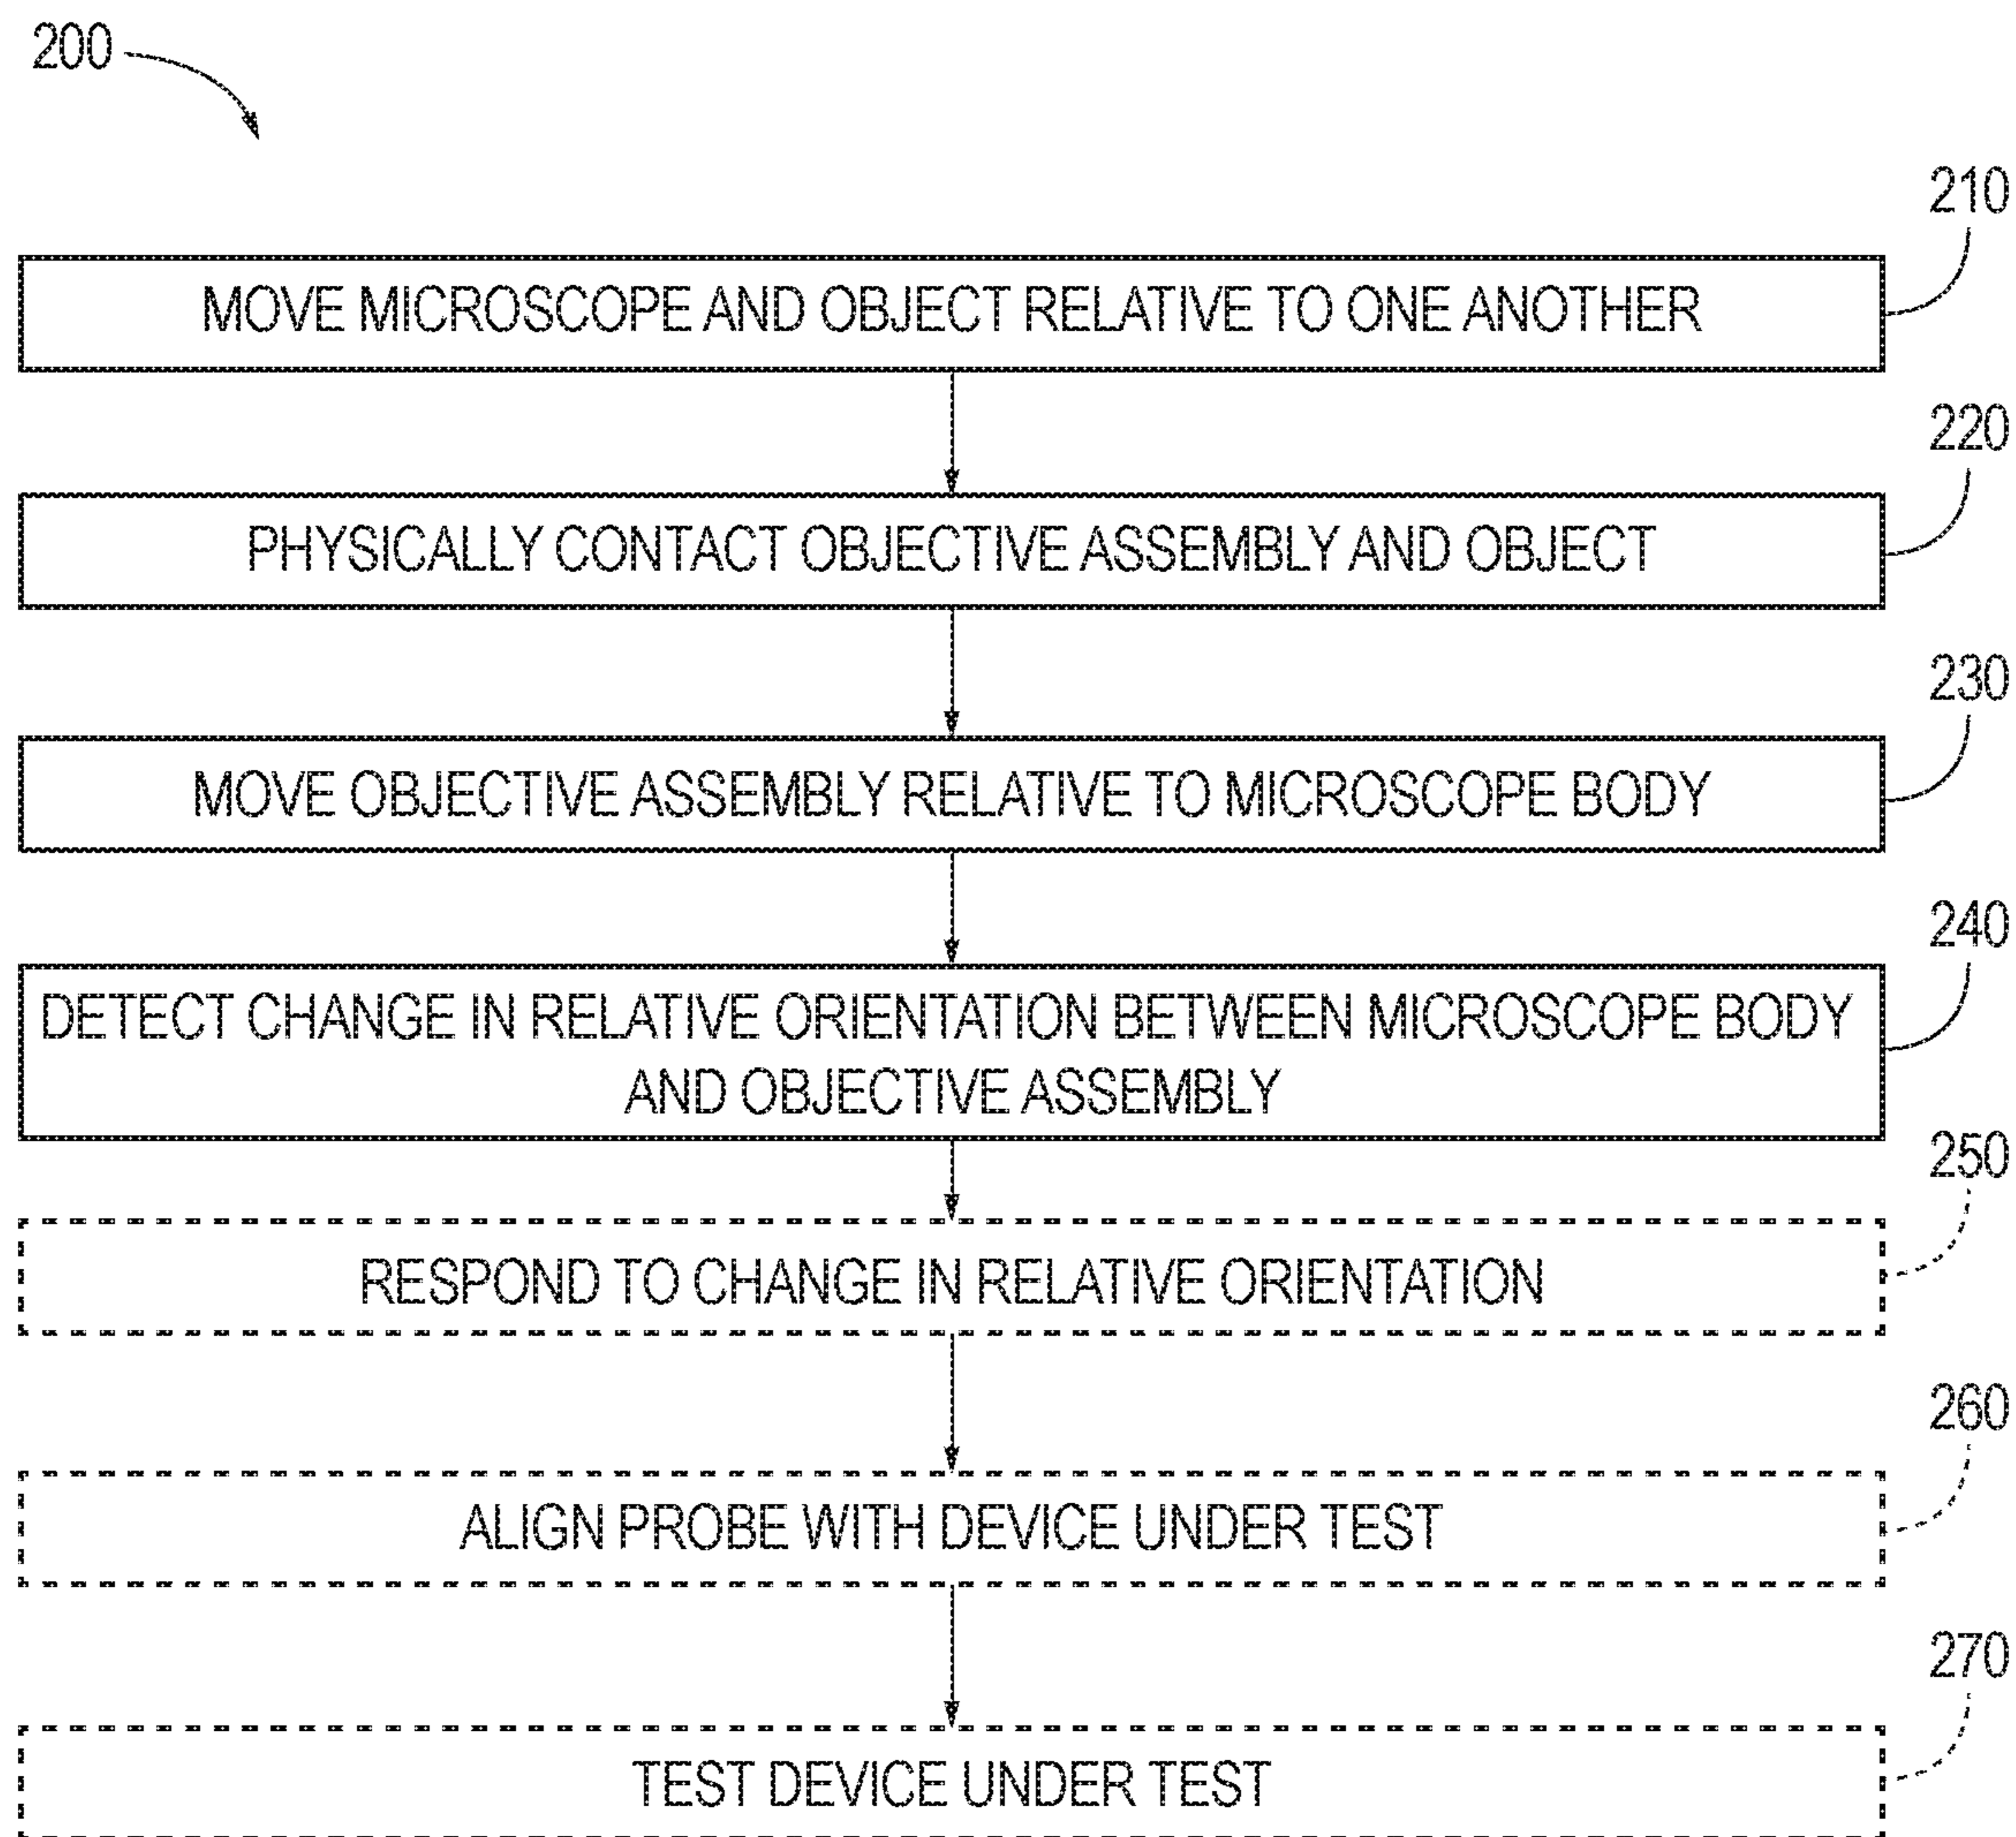 200
210
MOVE MICROSCOPE AND OBJECT RELATIVE TO ONE ANOTHER
220
PHYSICALLY CONTACT OBJECTIVE ASSEMBLY AND OBJECT
230
MOVE OBJECTIVE ASSEMBLY RELATIVE TO MICROSCOPE BODY
240
DETECT CHANGE IN RELATIVE ORIENTATION BETWEEN MICROSCOPE BODY
AND OBJECTIVE ASSEMBLY
250
RESPOND TO CHANGE IN RELATIVE ORIENTATION
260
ALIGN PROBE WITH DEVICE UNDER TEST
270
TEST DEVICE UNDER TEST